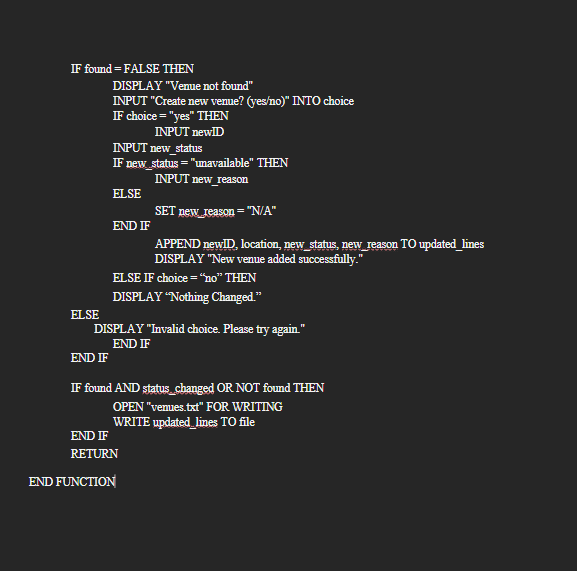 IF found = FALSE THEN
DISPLAY "Venue not found"
INPUT "Create new venue? (yes/no)" INTO choice
IF choice = "yes" THEN
INPUT newID
INPUT new_status
IF new_status = "unavailable" THEN
INPUT new_reason
ELSE
SET new_reason = "N/A"
END IF
APPEND newID, location, new_status, new_reason TO updated_lines
DISPLAY "New venue added successfully."
ELSE IF choice = “no” THEN
DISPLAY “Nothing Changed.”
ELSE
DISPLAY "Invalid choice. Please try again."
END IF
END IF
IF found AND status_changed OR NOT found THEN
OPEN "venues.txt" FOR WRITING
WRITE updated_lines TO file
END IF
RETURN
END FUNCTION